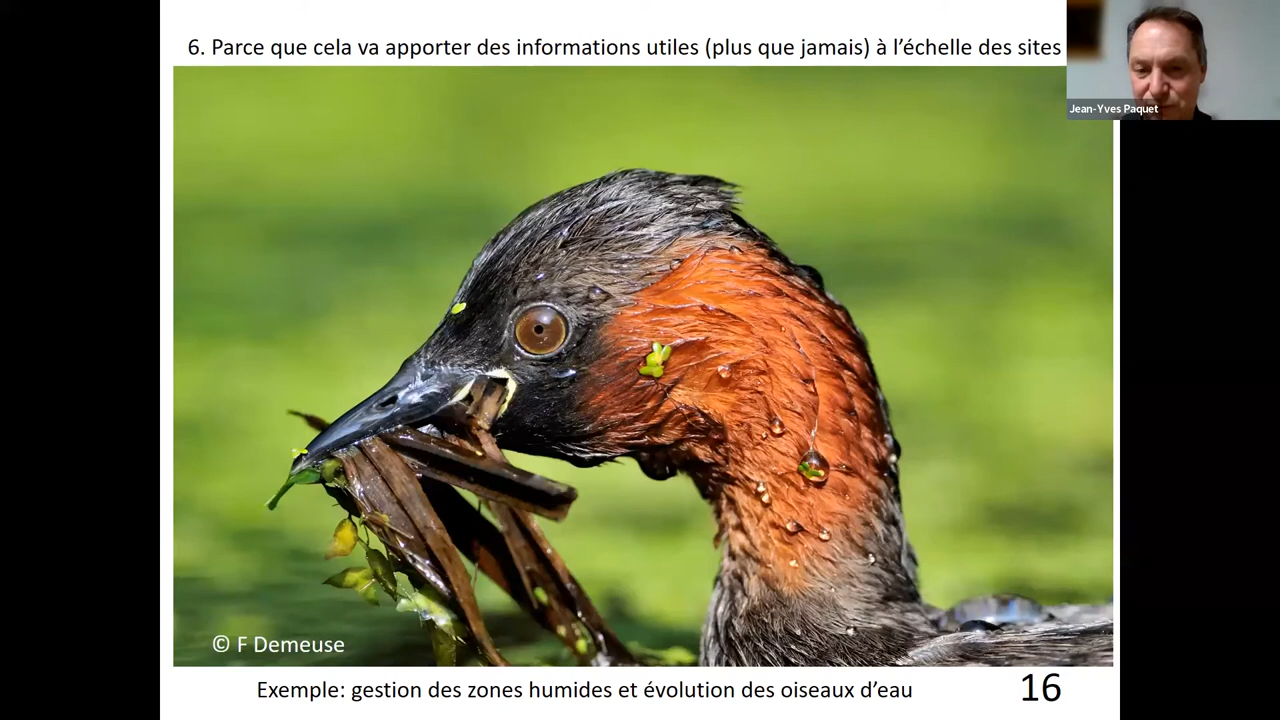 6. Parce que cela va apporter des informations utiles (plus que jamais) à l’échelle des sites
Jean-Yves Paquet
© F Demeuse
Exemple: gestion des zones humides et évolution des oiseaux d’eau
16